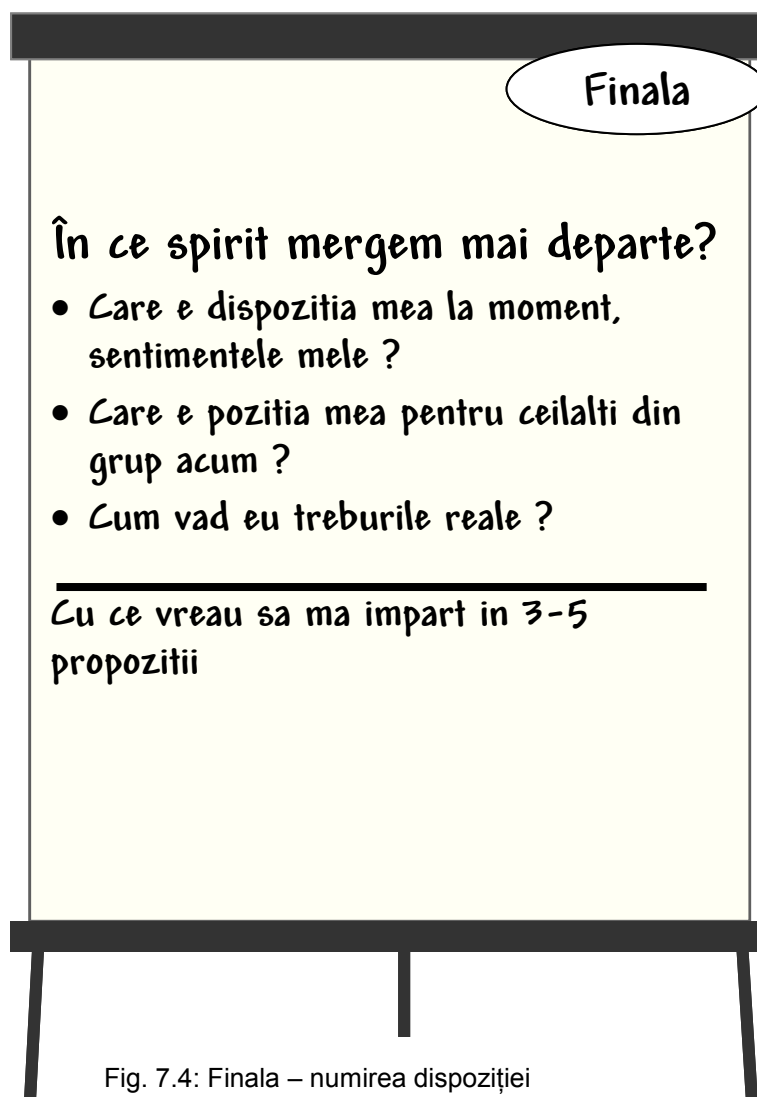 Finala
În ce spirit mergem mai departe?
• Care e dispozitia mea la moment,
sentimentele mele ?
• Care e pozitia mea pentru ceilalti din
grup acum ?
• Cum vad eu treburile reale ?
Cu ce vreau sa ma impart in 3-5
propozitii
Fig. 7.4: Finala – numirea dispoziției